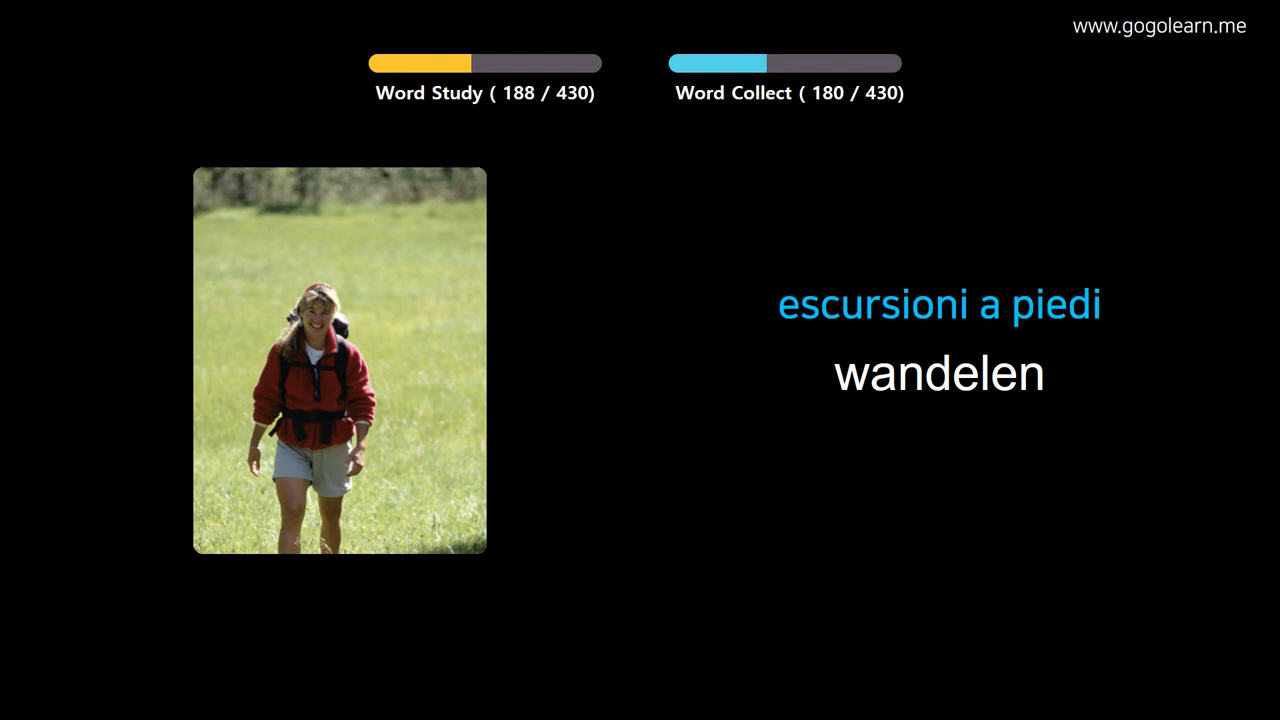 www.gogolearn.me
Word Study ( 188 / 430)
Word Collect ( 180 / 430)
escursioni a piedi
wandelen